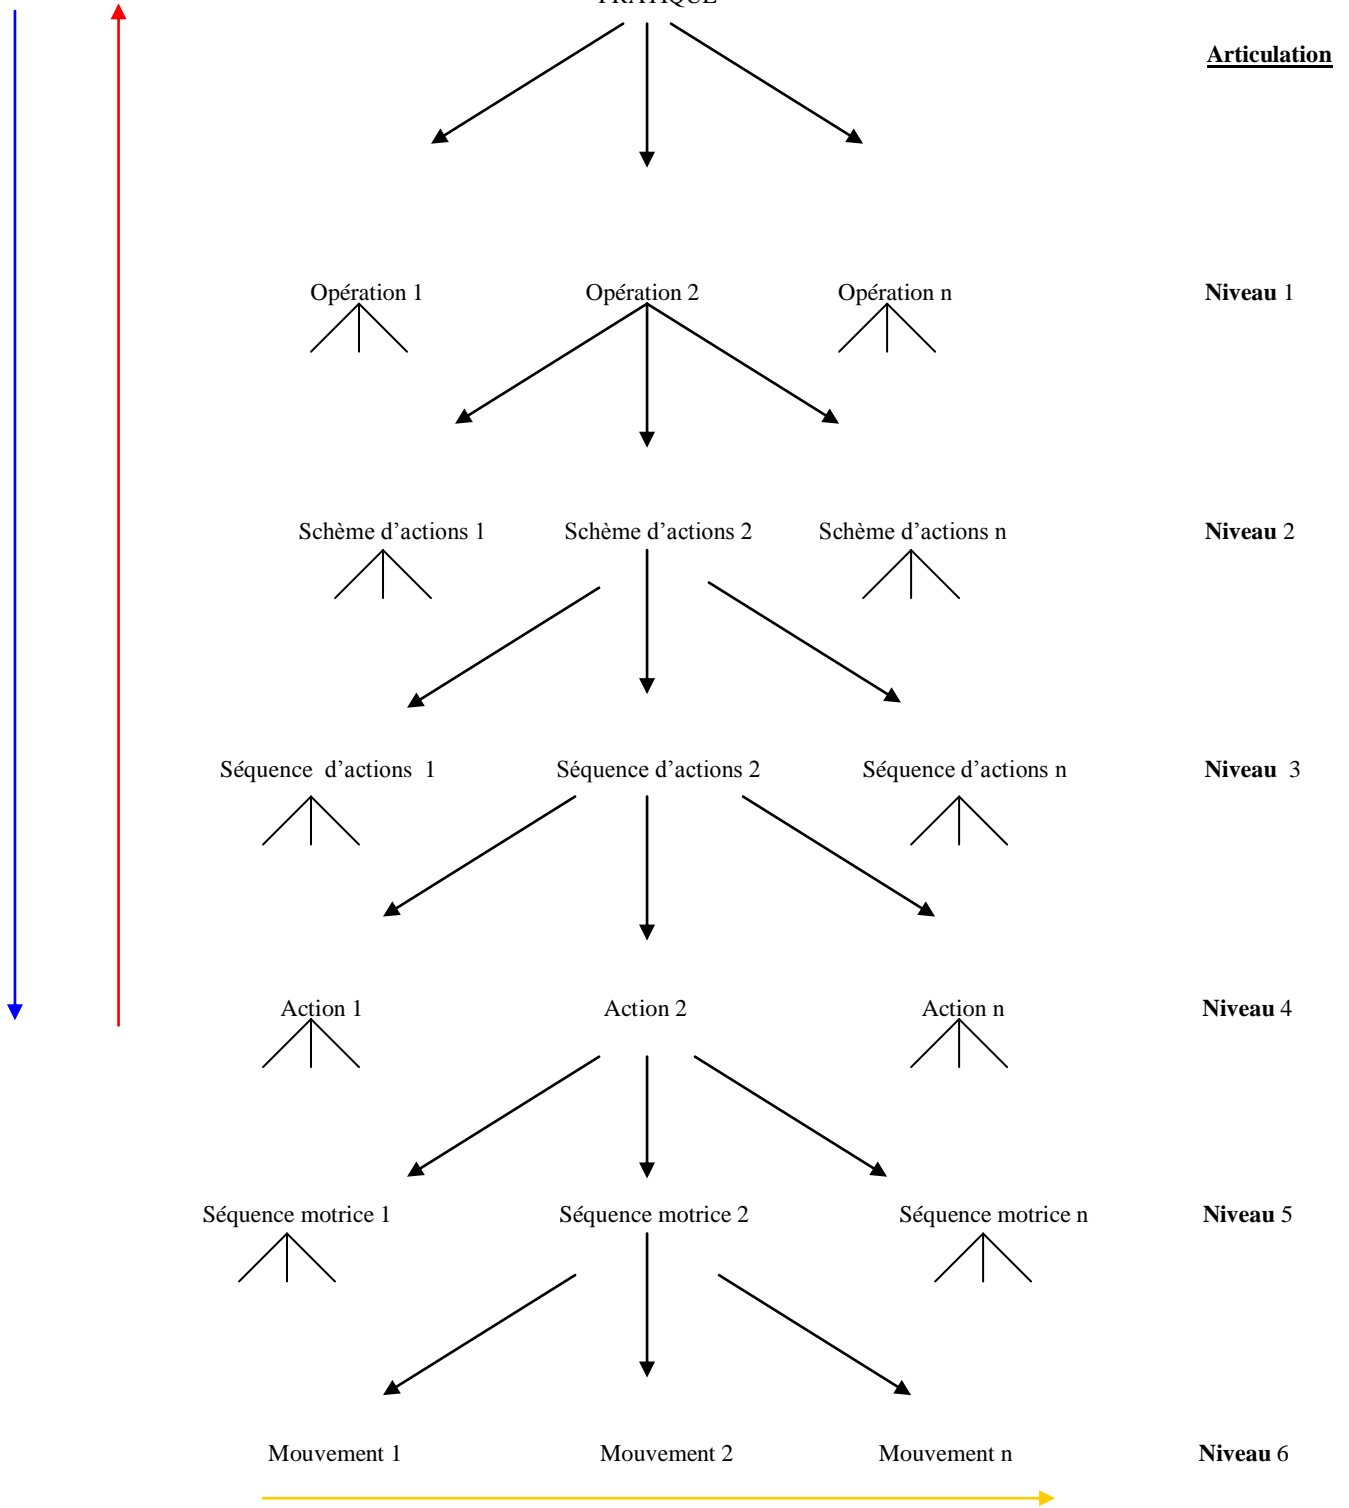 PRATIQUE
Articulation
Opération 1 Opération 2 Opération n Niveau 1
Schème d’actions 1 Schème d’actions 2 Schème d’actions n Niveau 2
Séquence d’actions 1 Séquence d’actions 2 Séquence d’actions n Niveau 3
Action 1 Action 2 Action n Niveau 4
Séquence motrice 1 Séquence motrice 2 Séquence motrice n Niveau 5
Mouvement 1 Mouvement 2 Mouvement n Niveau 6